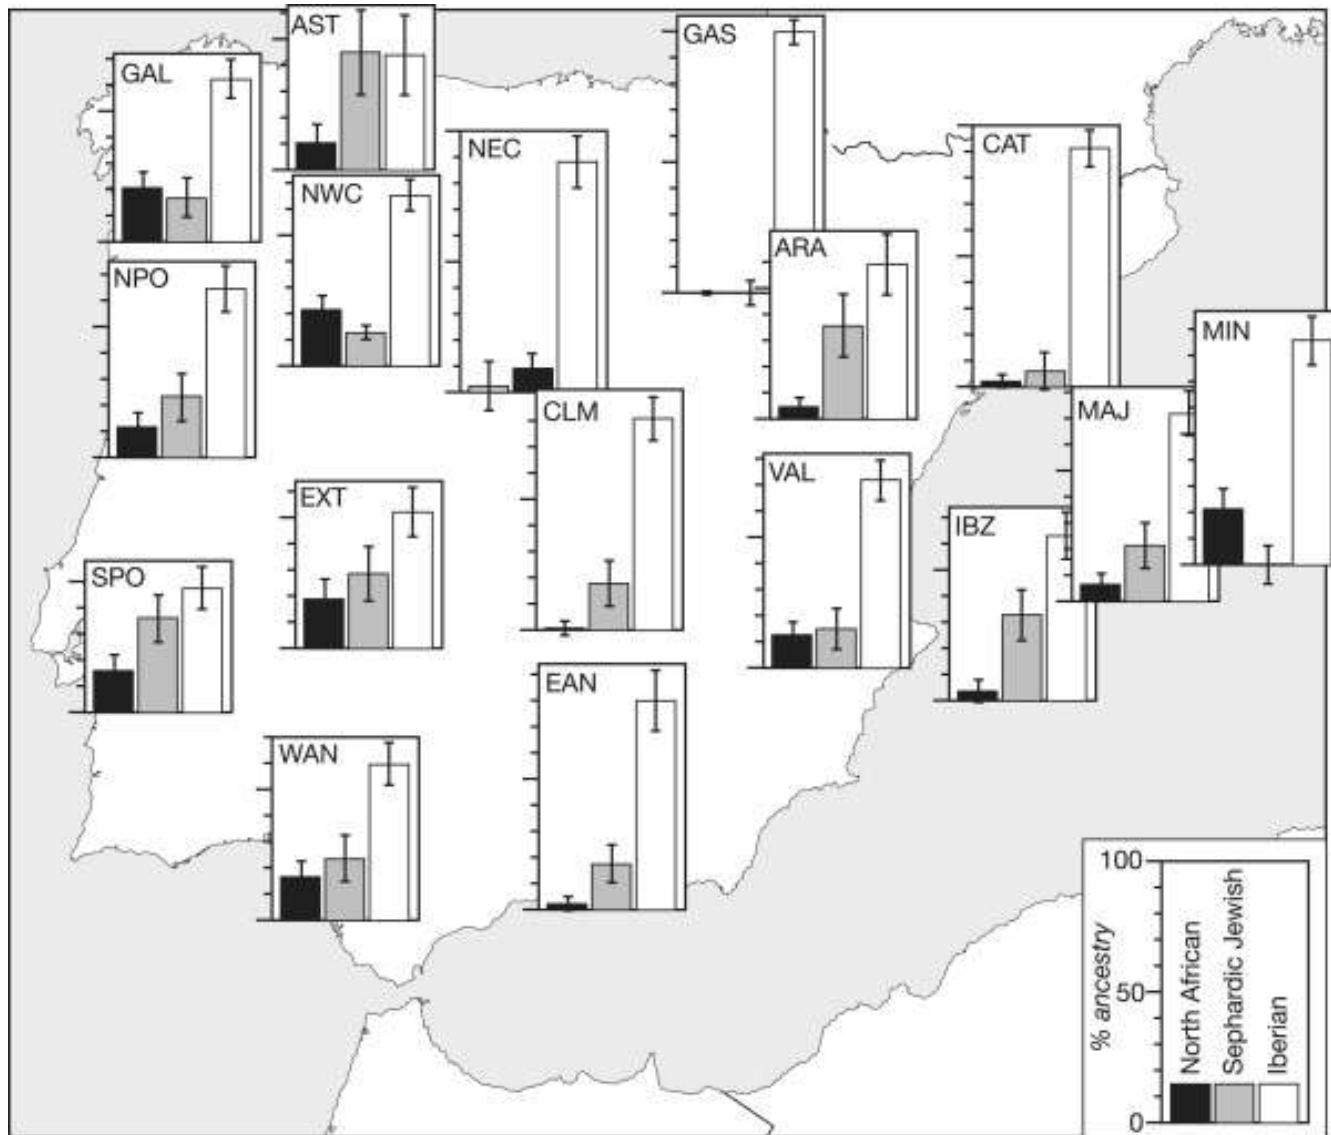 AST
GAS
GAL
NEC
CAT
NWC
ARA
NPO
MIN
CLM
MAJ
VAL
EXT
IBZ
SPO
EAN
WAN
100
50
0
% ancestry
North African
Sephardic Jewish
Iberian